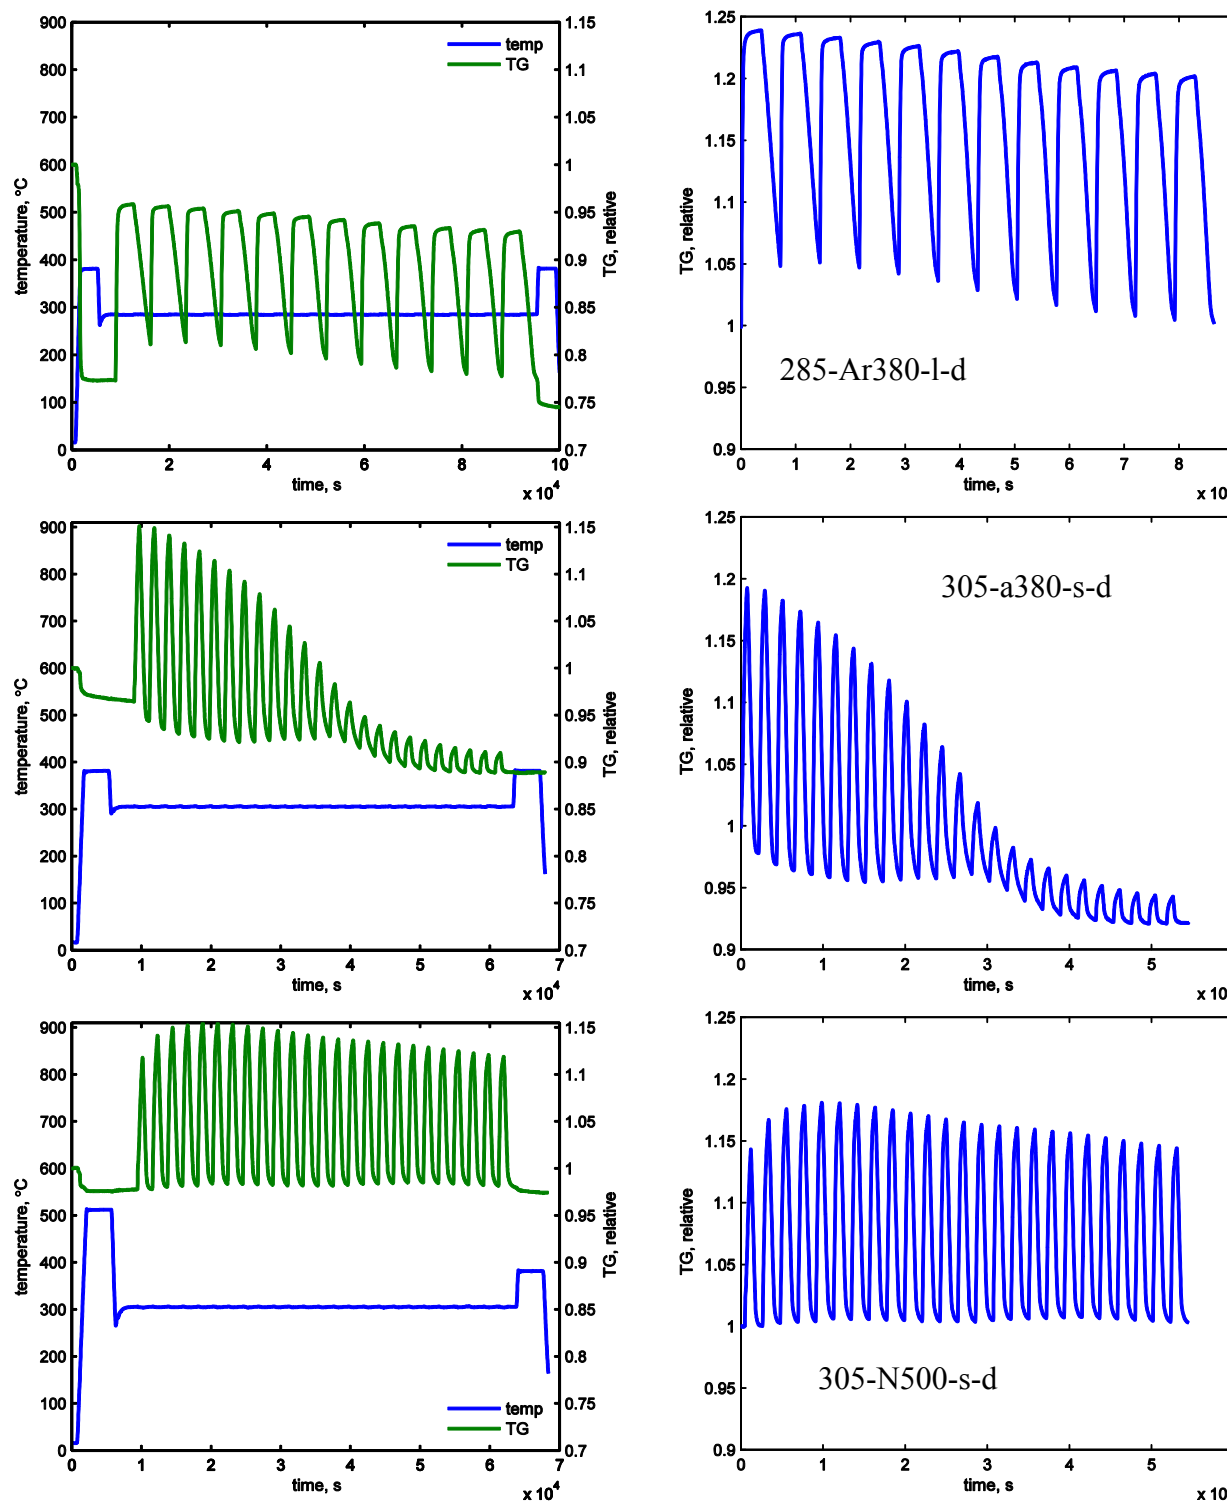 900
800
700
600
500
400
300
200
100
0
temperature, °C
1.15
1.1
1.05
1
0.95
0.9
0.85
0.8
0.75
0.7
TG, relative
temp
TG
0 2 4 6 8 10
time, s
x 10⁴
1.25
1.2
1.15
1.1
1.05
1
0.95
0.9
TG, relative
285-Ar380-l-d
0 1 2 3 4 5 6 7 8
time, s
x 10
900
800
700
600
500
400
300
200
100
0
temperature, °C
1.15
1.1
1.05
1
0.95
0.9
0.85
0.8
0.75
0.7
TG, relative
temp
TG
0 1 2 3 4 5 6 7
time, s
x 10⁴
1.25
1.2
1.15
1.1
1.05
1
0.95
0.9
TG, relative
305-a380-s-d
0 1 2 3 4 5
time, s
x 10
900
800
700
600
500
400
300
200
100
0
temperature, °C
1.15
1.1
1.05
1
0.95
0.9
0.85
0.8
0.75
0.7
TG, relative
temp
TG
0 1 2 3 4 5 6 7
time, s
x 10⁴
1.25
1.2
1.15
1.1
1.05
1
0.95
0.9
TG, relative
305-N500-s-d
0 1 2 3 4 5
time, s
x 10